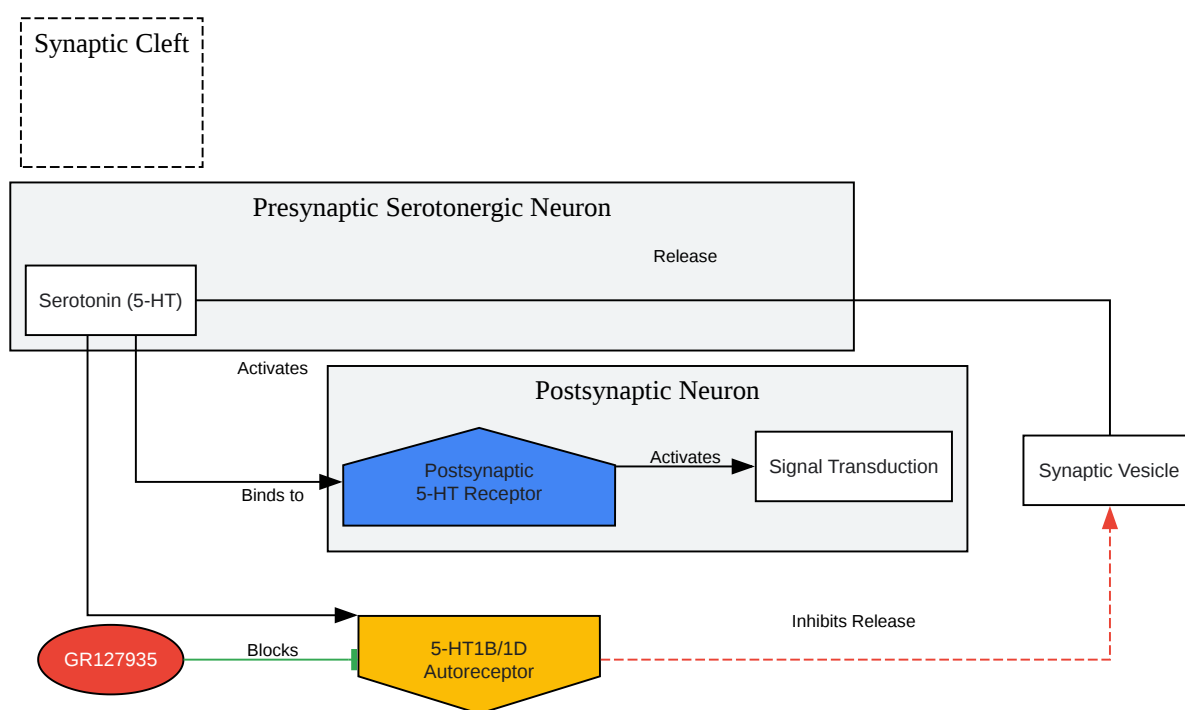 Synaptic Cleft
Presynaptic Serotonergic Neuron
Release
Serotonin (5-HT)
Activates
Postsynaptic Neuron
Postsynaptic
5-HT Receptor
Activates
Signal Transduction
Synaptic Vesicle
Binds to
Inhibits Release
GR127935
Blocks
5-HT1B/1D
Autoreceptor